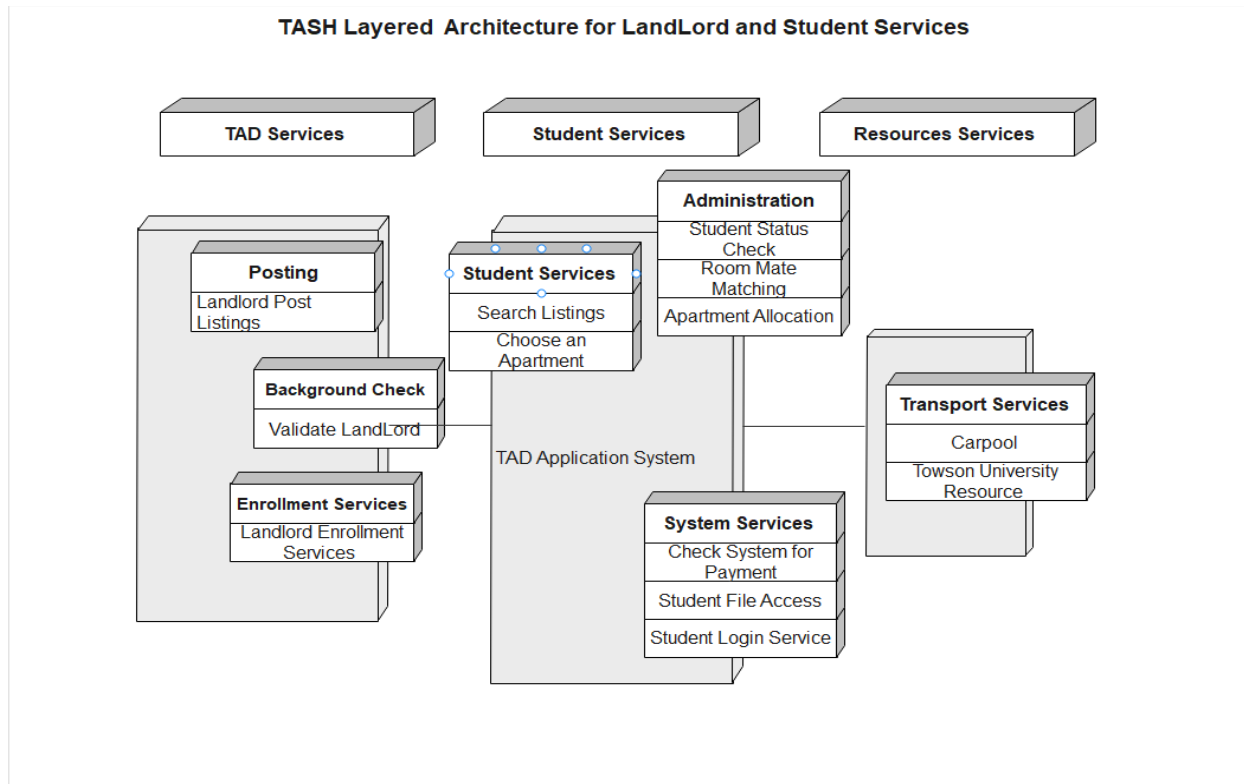 TASH Layered Architecture for LandLord and Student Services
TAD Services
Student Services
Resources Services
Posting
Landlord Post
Listings
Background Check
Validate LandLord
Enrollment Services
Landlord Enrollment
Services
Student Services
Search Listings
Choose an
Apartment
TAD Application System
Administration
Student Status
Check
Room Mate
Matching
Apartment Allocation
System Services
Check System for
Payment
Student File Access
Student Login Service
Transport Services
Carpool
Towson University
Resource